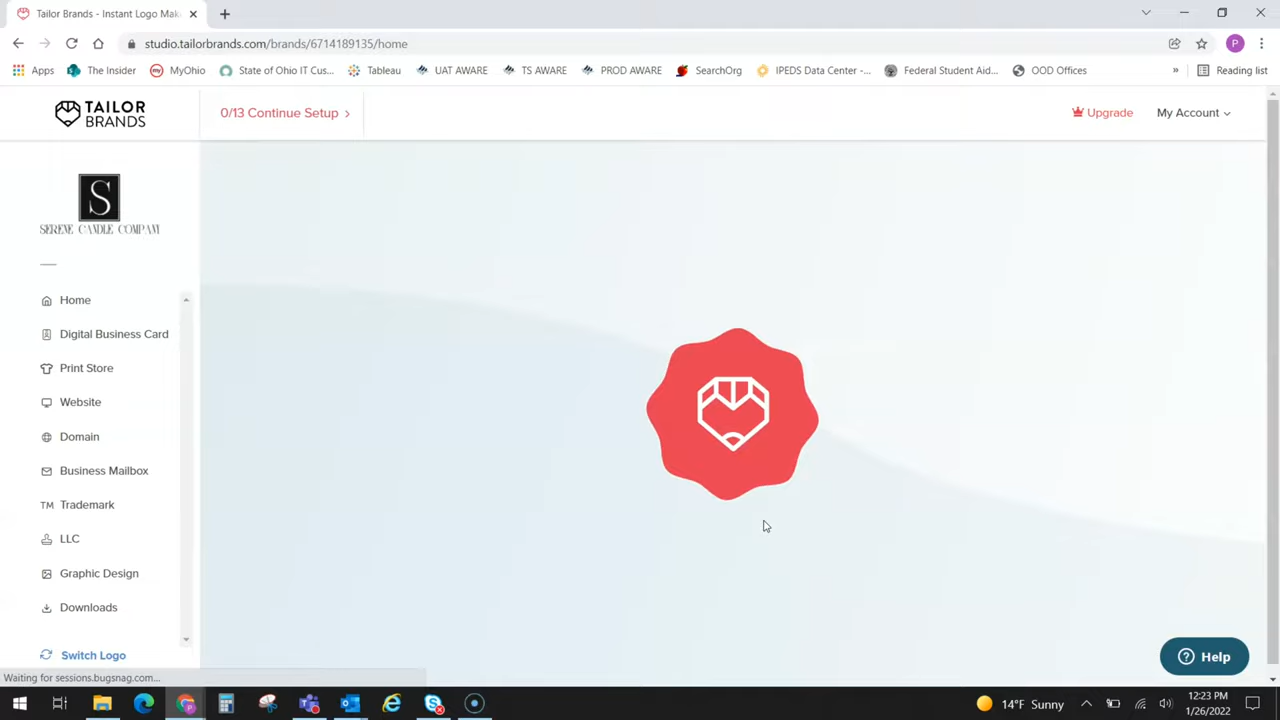 Tailor Brands - Instant Logo Mak
studio.tailorbrands.com/brands/6714189135/home
P
Apps
The Insider
MyOhio
State of Ohio IT Cus...
Tableau
UAT AWARE
TS AWARE
PROD AWARE
SearchOrg
IPEDS Data Center -...
Federal Student Aid...
OOD Offices
»
Reading list
TAILOR
BRANDS
0/13 Continue Setup
Upgrade
My Account
S
SERENE CANDLE COMPANY
Home
Digital Business Card
Print Store
Website
Domain
Business Mailbox
TM Trademark
LLC
Graphic Design
Downloads
Switch Logo
Help
Waiting for sessions.bugsnag.com...
14°F Sunny
12:23 PM
1/26/2022